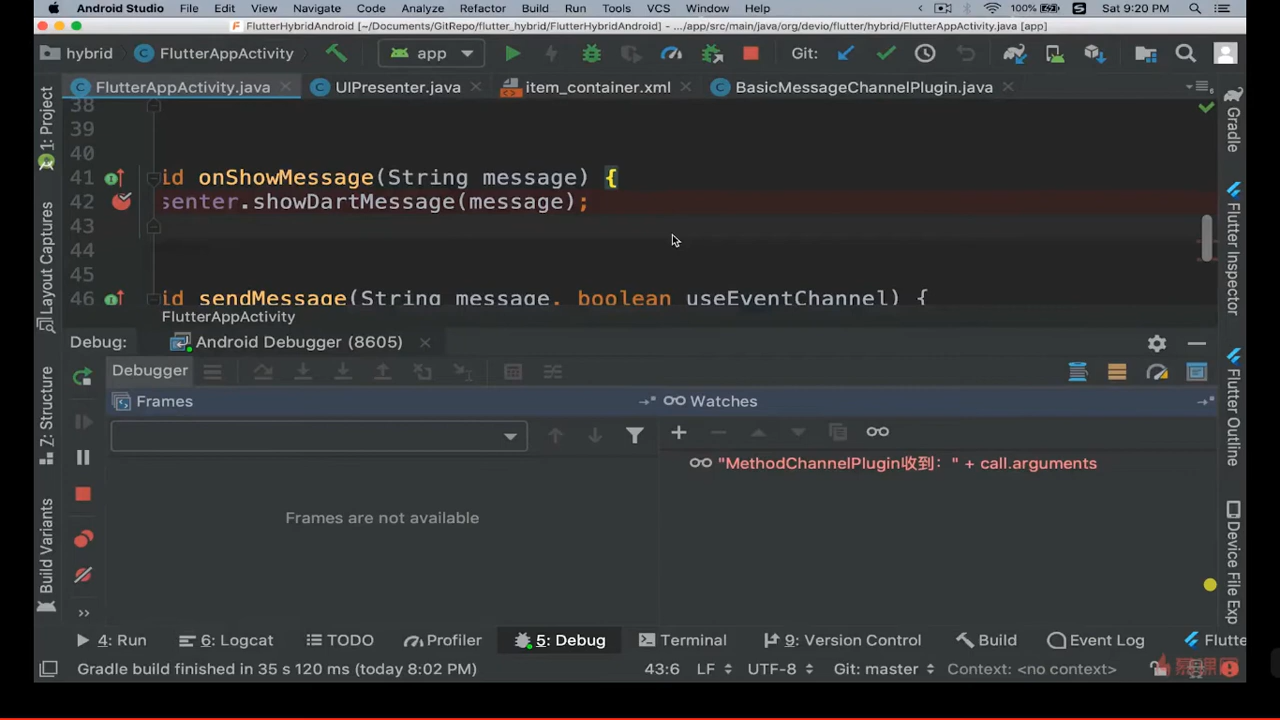 Android Studio File Edit View Navigate Code Analyze Refactor Build Run Tools VCS Window Help 100% Sat 9:20 PM
FlutterHybridAndroid [~/Documents/GitRepo/flutter_hybrid/FlutterHybridAndroid] - .../app/src/main/java/org/devio/flutter/hybrid/FlutterAppActivity.java [app]
hybrid FlutterAppActivity app Git:
FlutterAppActivity.java UIPresenter.java item_container.xml BasicMessageChannelPlugin.java
38
39
40
41 id onShowMessage(String message) {
42 senter.showDartMessage(message);
43
44
45
46 id sendMessage(String message, boolean useEventChannel) {
FlutterAppActivity
Debug: Android Debugger (8605)
Debugger
Frames Watches
"MethodChannelPlugin收到：" + call.arguments
Frames are not available
4: Run 6: Logcat TODO Profiler 5: Debug Terminal 9: Version Control Build Event Log Flutte
Gradle build finished in 35 s 120 ms (today 8:02 PM) 43:6 LF UTF-8 Git: master Context: <no context>
1: Project
Layout Captures
Z: Structure
Build Variants
Gradle
Flutter Inspector
Flutter Outline
Device File Exp